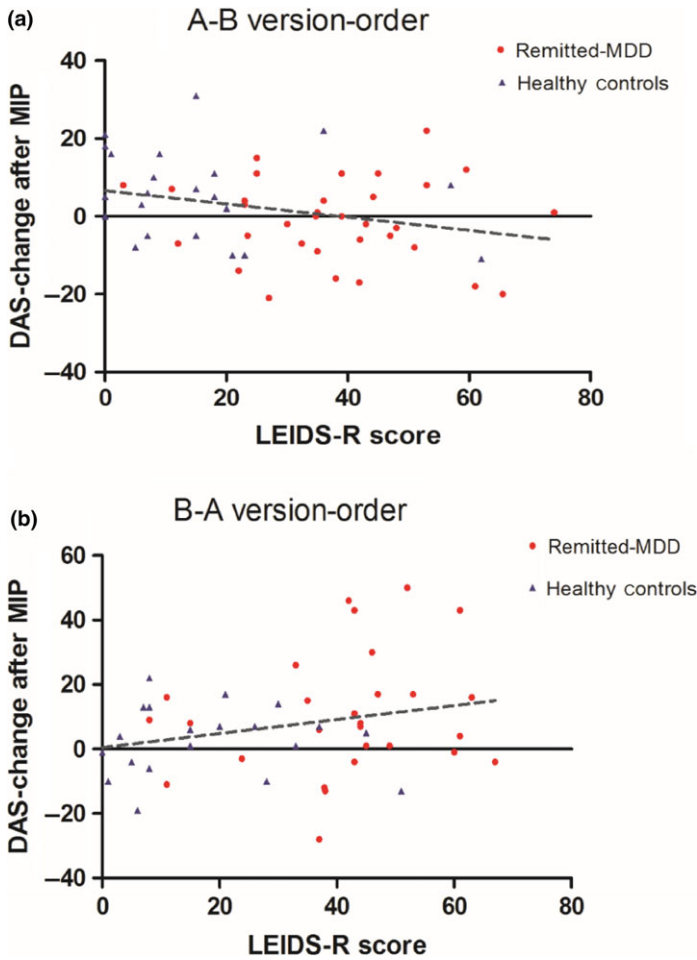 (a)
A-B version-order
Remitted-MDD
Healthy controls
DAS-change after MIP
40
20
0
–20
–40
0 20 40 60 80
LEIDS-R score
(b)
B-A version-order
Remitted-MDD
Healthy controls
DAS-change after MIP
60
40
20
0
–20
–40
0 20 40 60 80
LEIDS-R score